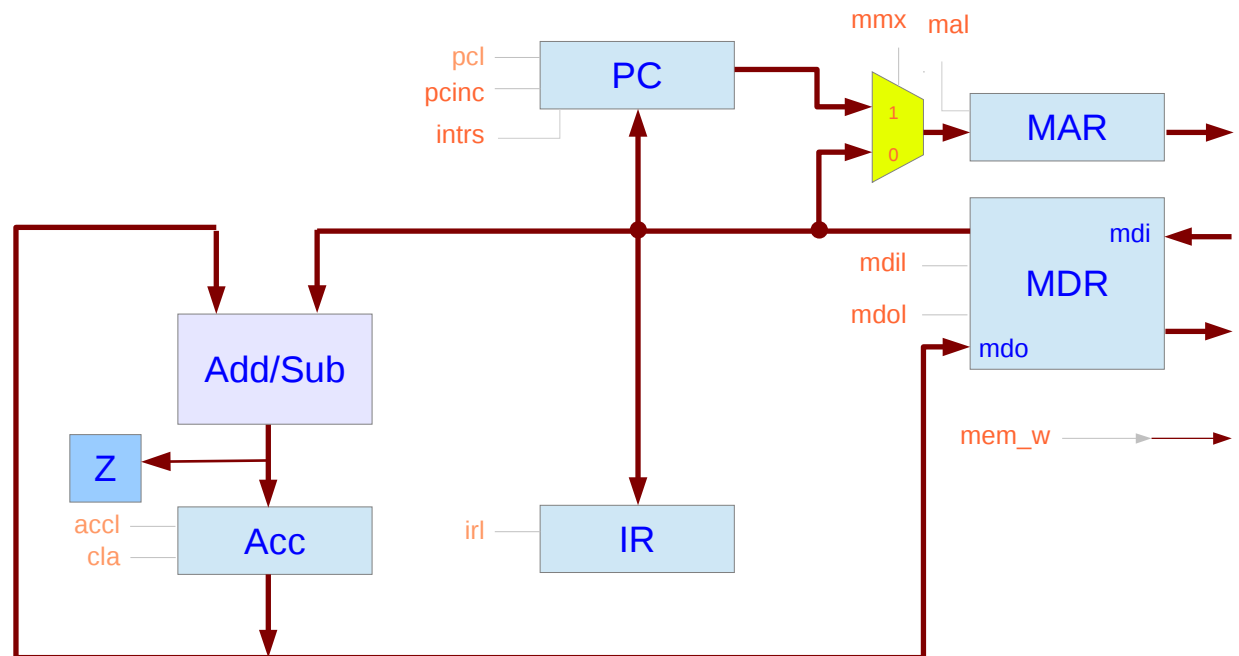 mmx
mal
pcl
PC
pcinc
intrs
1
0
MAR
mdi
mdil
MDR
mdol
mdo
Add/Sub
mem_w
Z
accl
Acc
cla
irl
IR